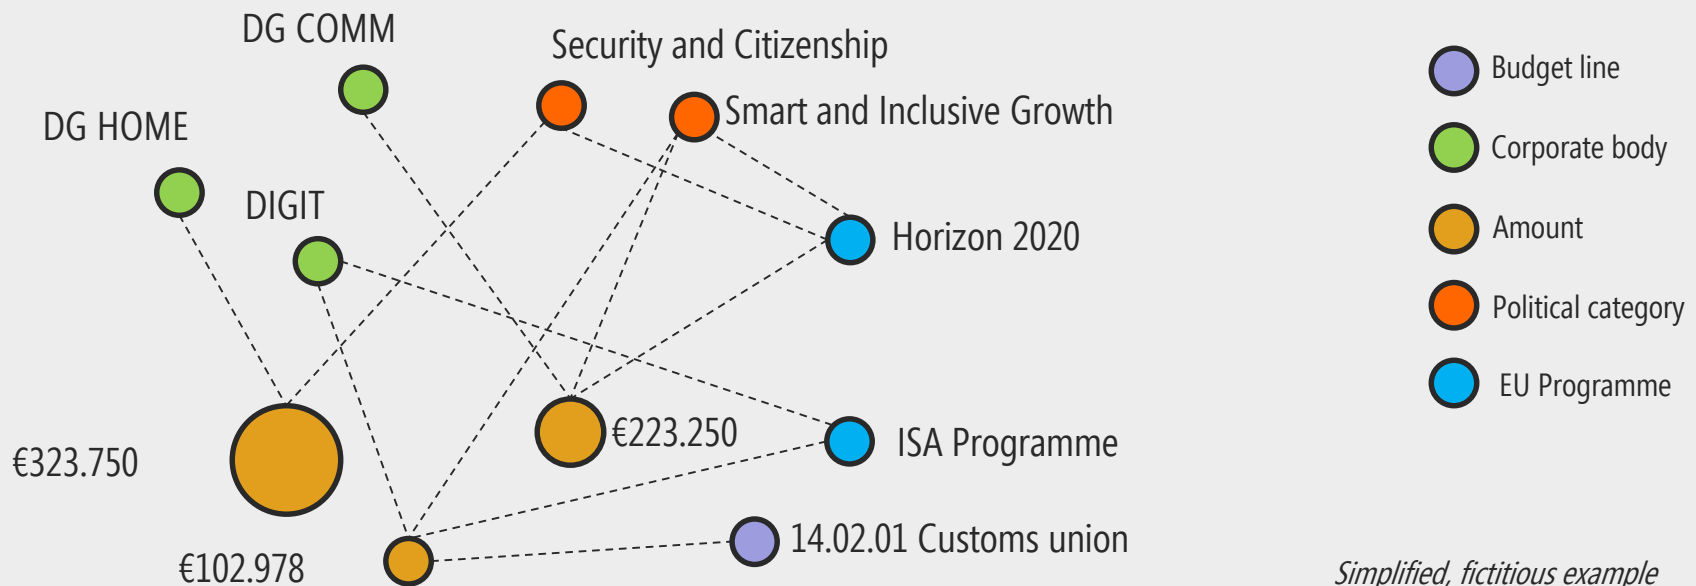 DG COMM
Security and Citizenship
Smart and Inclusive Growth
DG HOME
DIGIT
Horizon 2020
€323.750
€223.250
ISA Programme
14.02.01 Customs union
€102.978
Budget line
Corporate body
Amount
Political category
EU Programme
Simplified, fictitious example